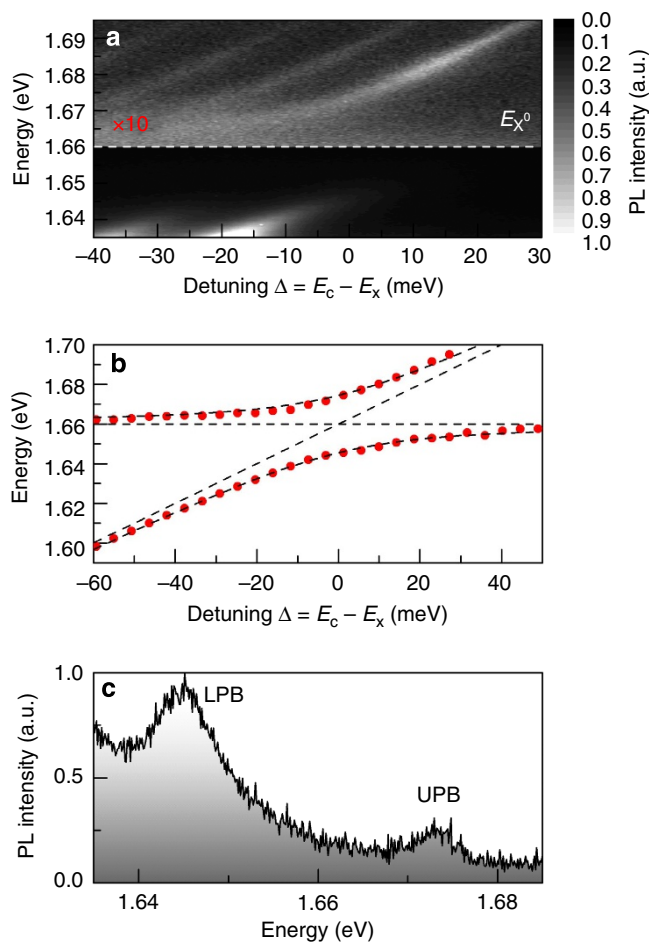 a
1.69
1.68
1.67
1.66
1.65
1.64
Energy (eV)
×10
E_X⁰
−40 −30 −20 −10 0 10 20 30
Detuning Δ = E_c − E_x (meV)
0.0
0.1
0.2
0.3
0.4
0.5
0.6
0.7
0.8
0.9
1.0
PL intensity (a.u.)
b
1.70
1.68
1.66
1.64
1.62
1.60
Energy (eV)
−60 −40 −20 0 20 40
Detuning Δ = E_c − E_x (meV)
c
1.0
0.5
0.0
PL intensity (a.u.)
LPB
UPB
1.64 1.66 1.68
Energy (eV)